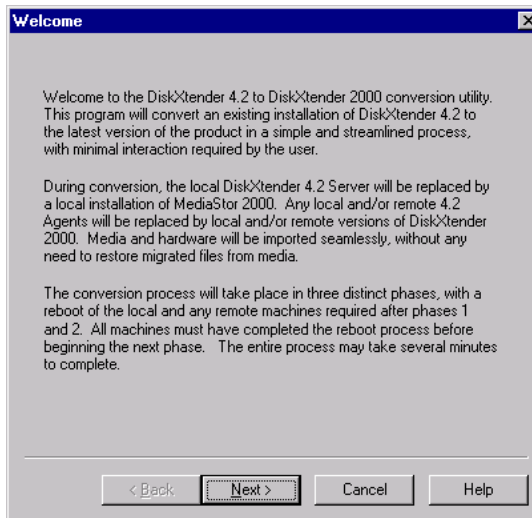 Welcome
Welcome to the DiskXtender 4.2 to DiskXtender 2000 conversion utility.
This program will convert an existing installation of DiskXtender 4.2 to
the latest version of the product in a simple and streamlined process,
with minimal interaction required by the user.
During conversion, the local DiskXtender 4.2 Server will be replaced by
a local installation of MediaStor 2000.  Any local and/or remote 4.2
Agents will be replaced by local and/or remote versions of DiskXtender
2000.  Media and hardware will be imported seamlessly, without any
need to restore migrated files from media.
The conversion process will take place in three distinct phases, with a
reboot of the local and any remote machines required after phases 1
and 2.  All machines must have completed the reboot process before
beginning the next phase.   The entire process may take several minutes
to complete.
< Back Next > Cancel Help